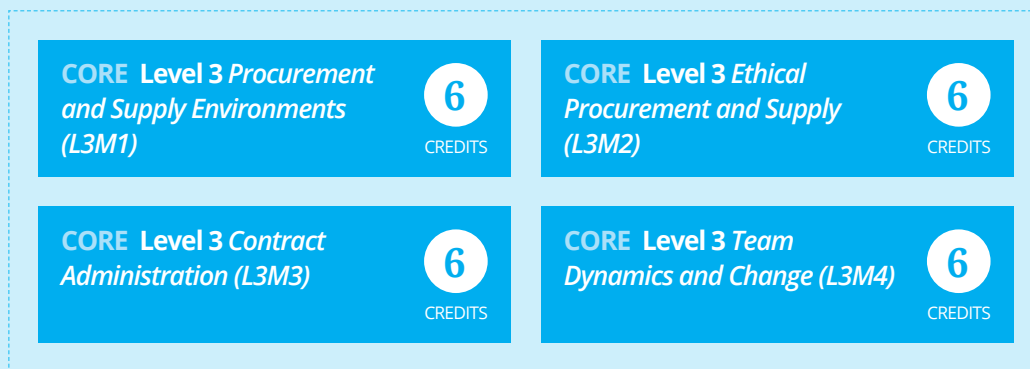 CORE Level 3 Procurement
and Supply Environments
(L3M1)
6
CREDITS
CORE Level 3 Ethical
Procurement and Supply
(L3M2)
6
CREDITS
CORE Level 3 Contract
Administration (L3M3)
6
CREDITS
CORE Level 3 Team
Dynamics and Change (L3M4)
6
CREDITS